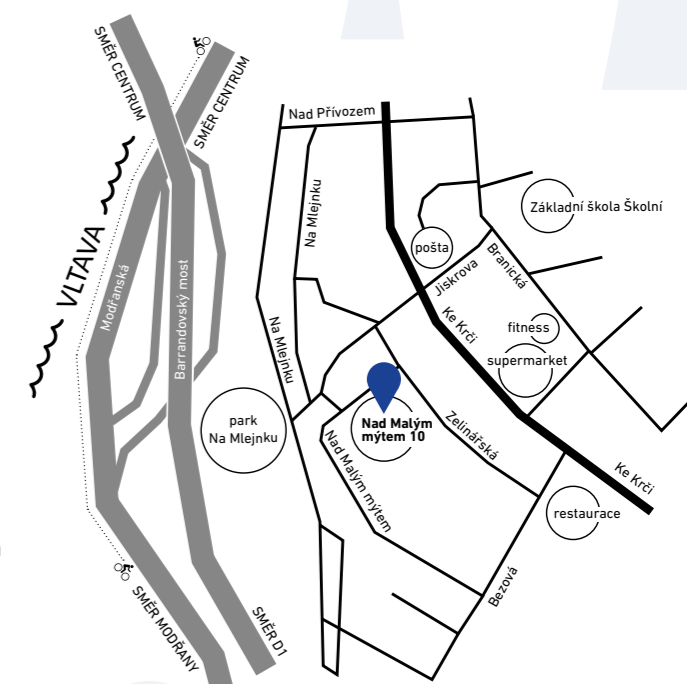 SMĚR CENTRUM
SMĚR CENTRUM
VLTAVA
Modřanská
Barrandovský most
SMĚR MODŘANY
SMĚR D1
Nad Přívozem
Na Mlejnku
Na Mlejnku
park
Na Mlejnku
Základní škola Školní
pošta
Jiskrova
Branická
Ke Krči
fitness
supermarket
Nad Malým
mýtem 10
Zelinářská
Nad Malým mýtem
Ke Krči
restaurace
Bezová